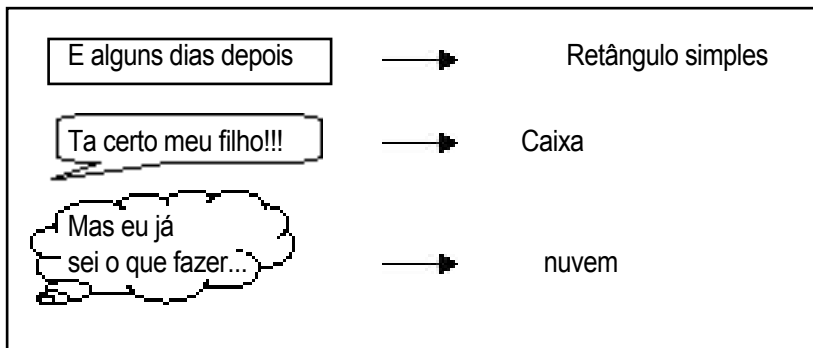 E alguns dias depois Retângulo simples
Ta certo meu filho!!! Caixa
Mas eu já
sei o que fazer... nuvem